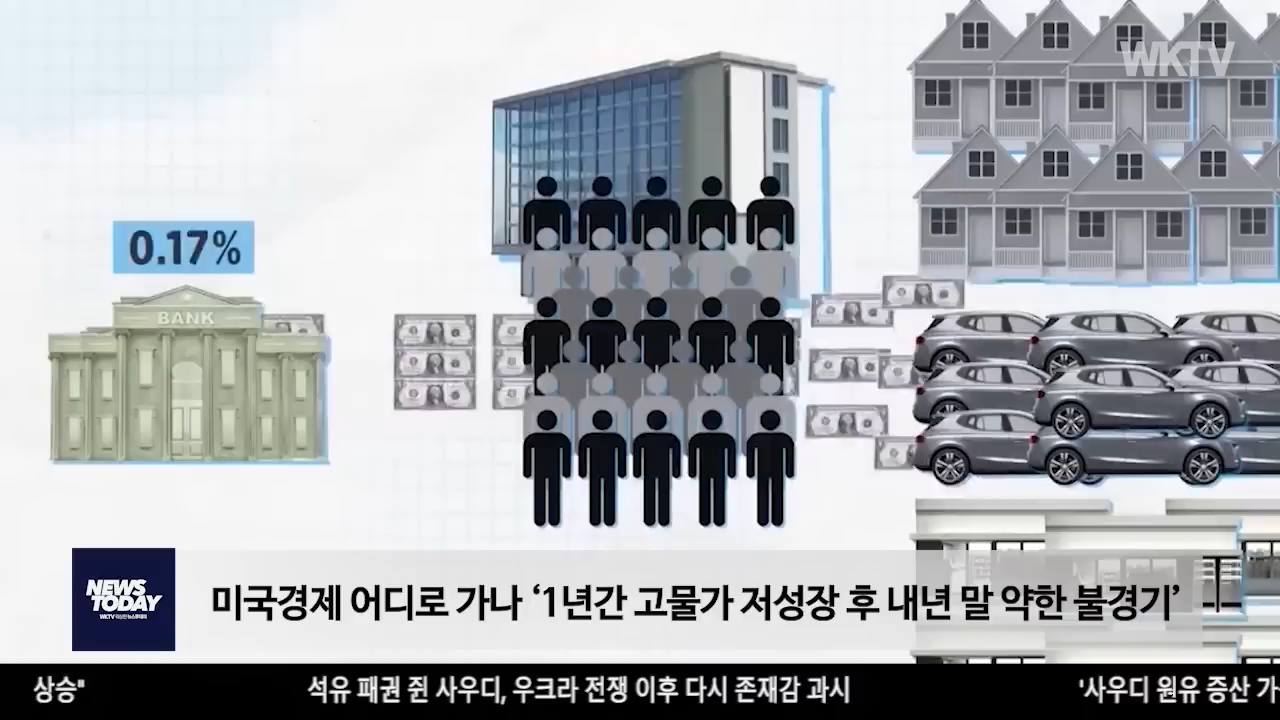 WKTV
0.17%
BANK
NEWS
TODAY
미국경제 어디로 가나 ‘1년간 고물가 저성장 후 내년 말 약한 불경기’
상승" 석유 패권 쥔 사우디, 우크라 전쟁 이후 다시 존재감 과시 '사우디 원유 증산 가